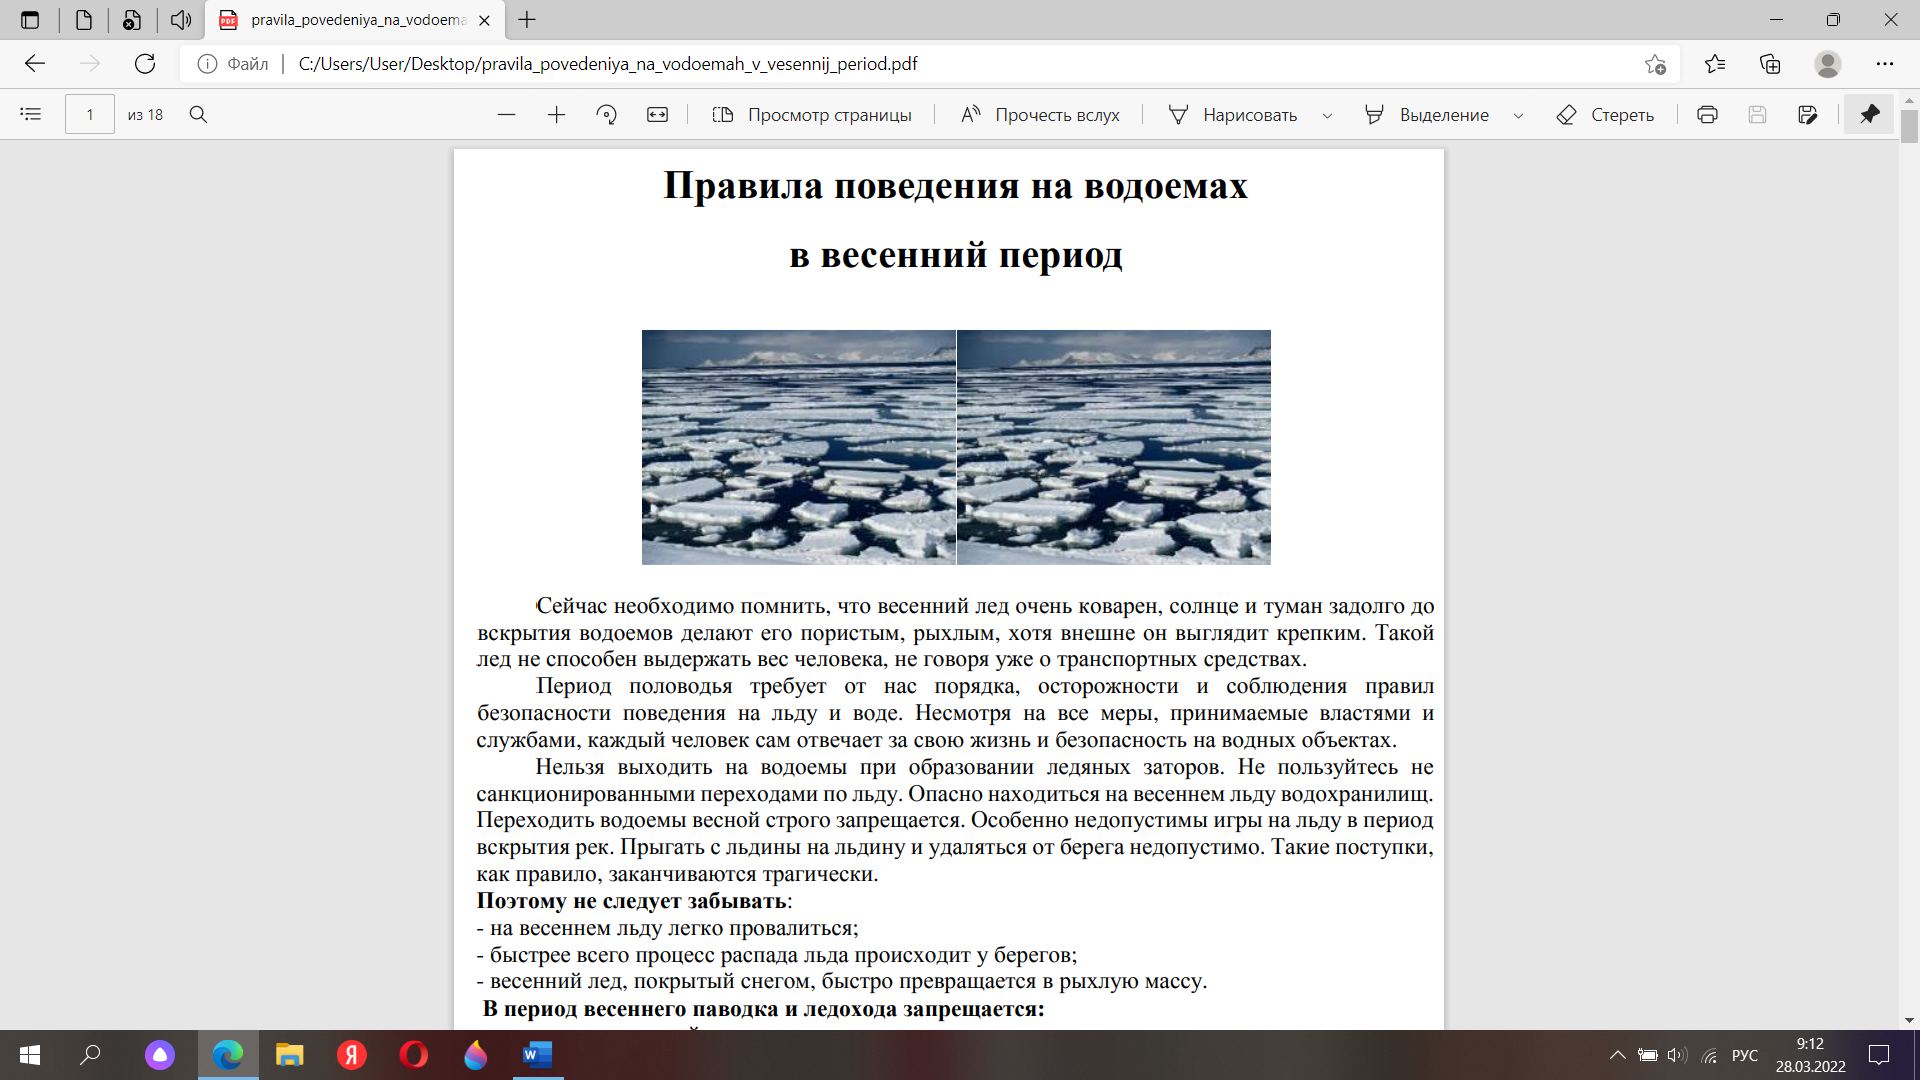 pravila_povedeniya_na_vodoema
Файл
C:/Users/User/Desktop/pravila_povedeniya_na_vodoemah_v_vesennij_period.pdf
1 из 18
Просмотр страницы
Прочесть вслух
Нарисовать
Выделение
Стереть
Правила поведения на водоемах
в весенний период
Сейчас необходимо помнить, что весенний лед очень коварен, солнце и туман задолго до
вскрытия водоемов делают его пористым, рыхлым, хотя внешне он выглядит крепким. Такой
лед не способен выдержать вес человека, не говоря уже о транспортных средствах.
Период половодья требует от нас порядка, осторожности и соблюдения правил
безопасности поведения на льду и воде. Несмотря на все меры, принимаемые властями и
службами, каждый человек сам отвечает за свою жизнь и безопасность на водных объектах.
Нельзя выходить на водоемы при образовании ледяных заторов. Не пользуйтесь не
санкционированными переходами по льду. Опасно находиться на весеннем льду водохранилищ.
Переходить водоемы весной строго запрещается. Особенно недопустимы игры на льду в период
вскрытия рек. Прыгать с льдины на льдину и удаляться от берега недопустимо. Такие поступки,
как правило, заканчиваются трагически.
Поэтому не следует забывать:
- на весеннем льду легко провалиться;
- быстрее всего процесс распада льда происходит у берегов;
- весенний лед, покрытый снегом, быстро превращается в рыхлую массу.
В период весеннего паводка и ледохода запрещается:
РУС
9:12
28.03.2022